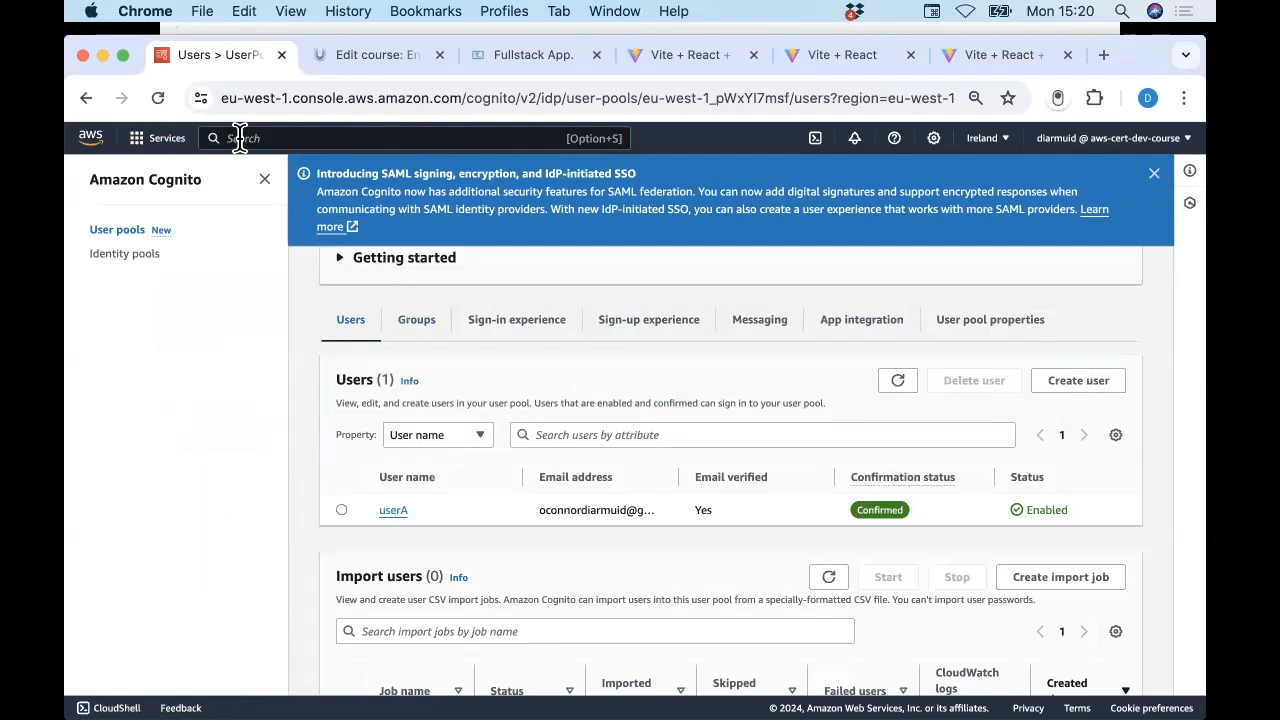 Chrome File Edit View History Bookmarks Profiles Tab Window Help 4 Mon 15:20
Users > UserPo Edit course: En Fullstack App. Vite + React + Vite + React Vite + React +
eu-west-1.console.aws.amazon.com/cognito/v2/idp/user-pools/eu-west-1_pWxYl7msf/users?region=eu-west-1 D
aws Services Search [Option+S] Ireland diarmuid @ aws-cert-dev-course
Amazon Cognito
User pools New
Identity pools
Introducing SAML signing, encryption, and IdP-initiated SSO
Amazon Cognito now has additional security features for SAML federation. You can now add digital signatures and support encrypted responses when
communicating with SAML identity providers. With new IdP-initiated SSO, you can also create a user experience that works with more SAML providers. Learn
more
Getting started
Users Groups Sign-in experience Sign-up experience Messaging App integration User pool properties
Users (1) Info Delete user Create user
View, edit, and create users in your user pool. Users that are enabled and confirmed can sign in to your user pool.
Property: User name Search users by attribute 1
User name Email address Email verified Confirmation status Status
userA oconnordiarmuid@g... Yes Confirmed Enabled
Import users (0) Info Start Stop Create import job
View and create user CSV import jobs. Amazon Cognito can import users into this user pool from a specially-formatted CSV file. You can't import user passwords.
Search import jobs by job name 1
Job name Status Imported Skipped Failed users CloudWatch
logs Created
CloudShell Feedback © 2024, Amazon Web Services, Inc. or its affiliates. Privacy Terms Cookie preferences